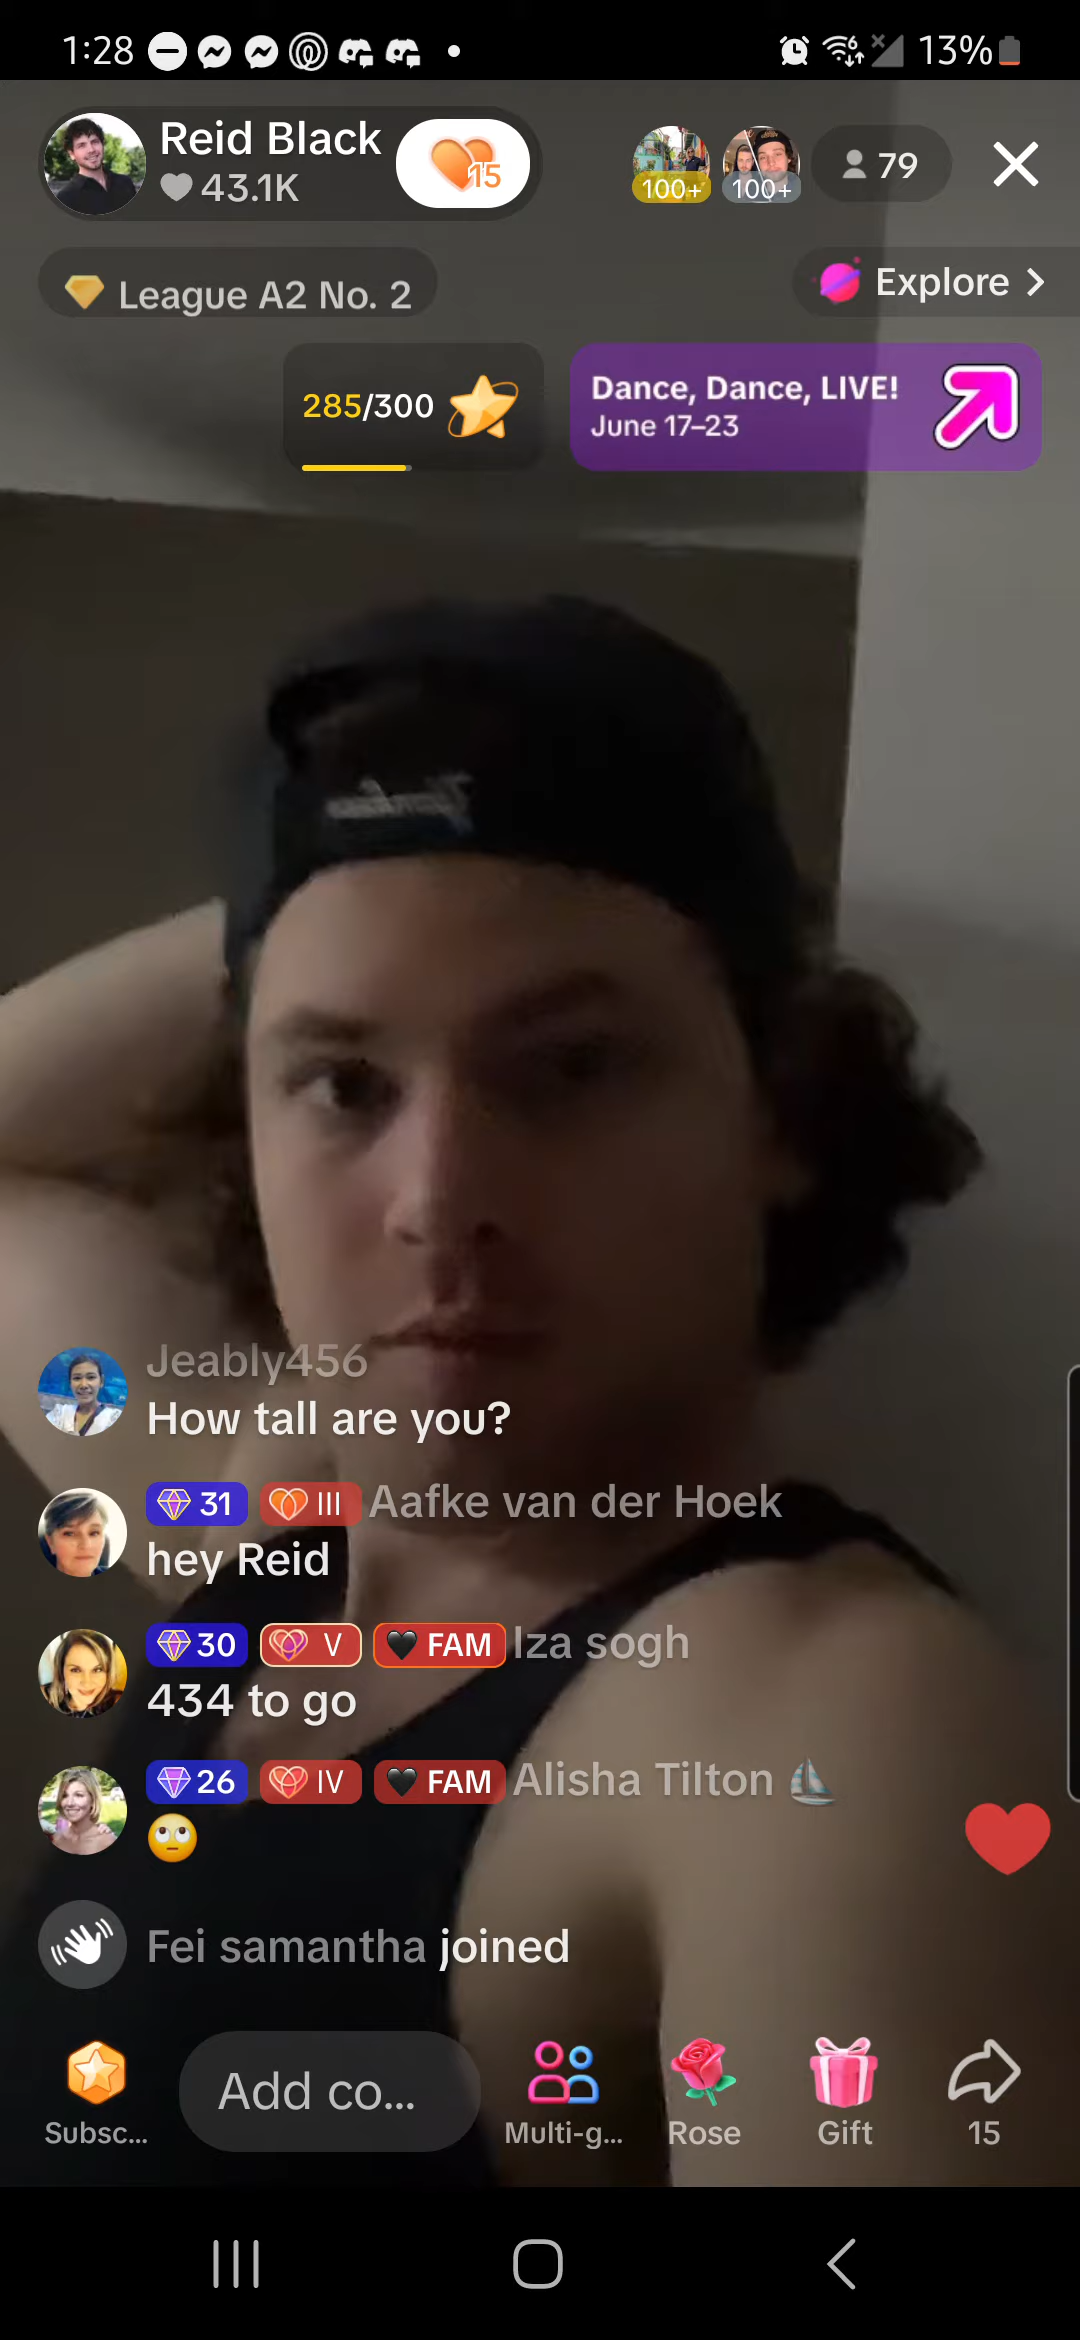 1:28
13%
Reid Black
43.1K
15
100+
100+
79
League A2 No. 2
Explore
285/300
Dance, Dance, LIVE!
June 17–23
Jeably456
How tall are you?
31 III Aafke van der Hoek
hey Reid
30 V FAM Iza sogh
434 to go
26 IV FAM Alisha Tilton
Fei samantha joined
Subsc...
Add co...
Multi-g...
Rose
Gift
15